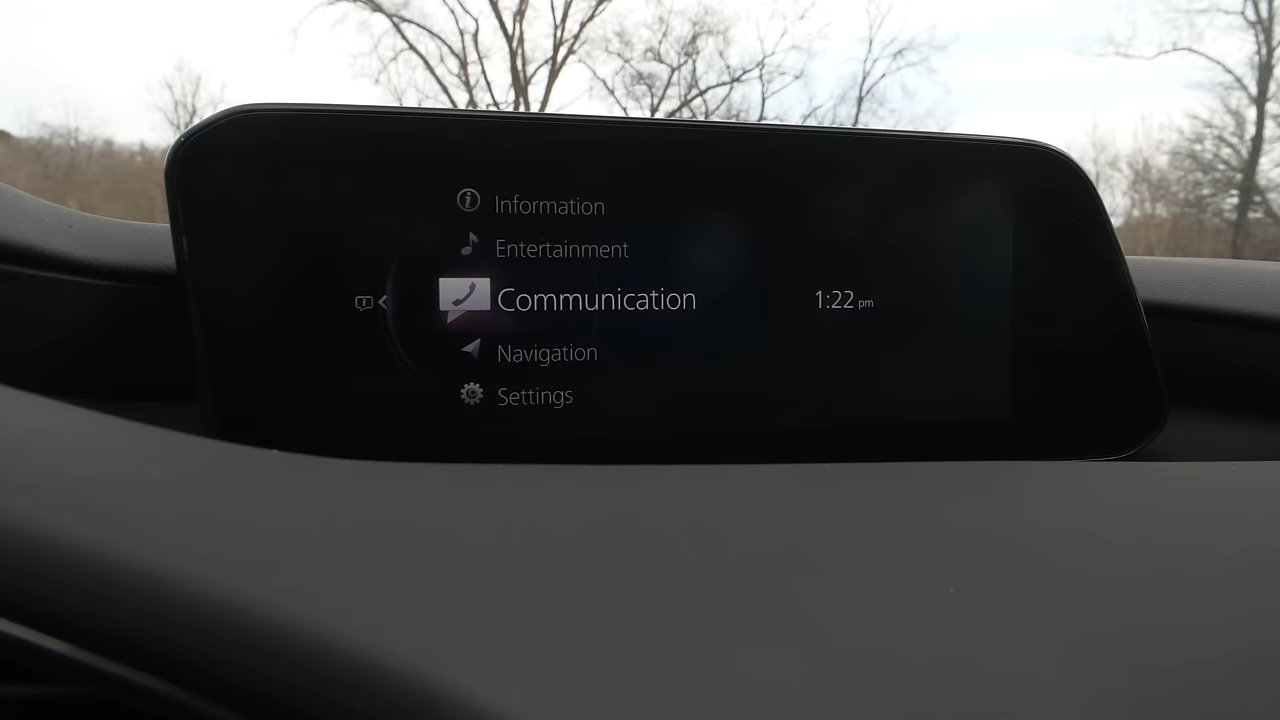 Information
Entertainment
Communication
1:22 pm
Navigation
Settings